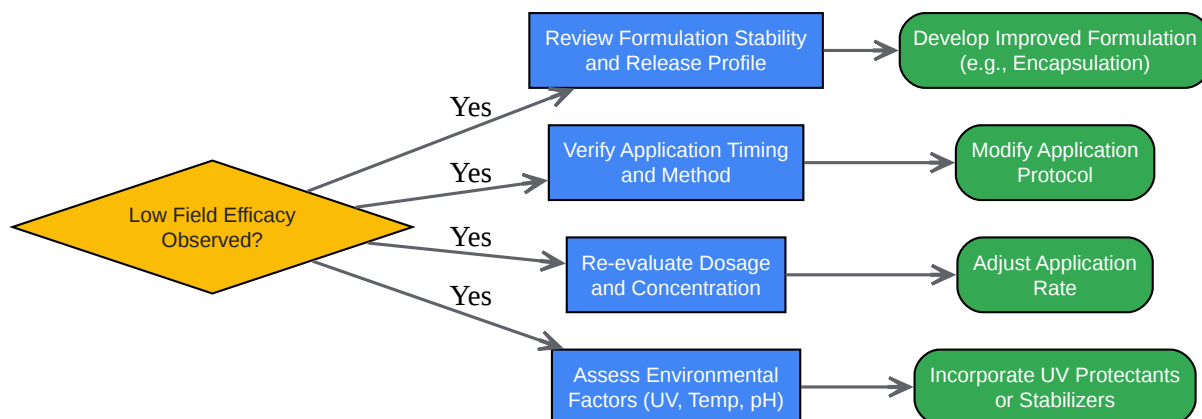 Review Formulation Stability
and Release Profile
Develop Improved Formulation
(e.g., Encapsulation)
Yes
Verify Application Timing
and Method
Modify Application
Protocol
Yes
Low Field Efficacy
Observed?
Yes
Re-evaluate Dosage
and Concentration
Adjust Application
Rate
Yes
Assess Environmental
Factors (UV, Temp, pH)
Incorporate UV Protectants
or Stabilizers